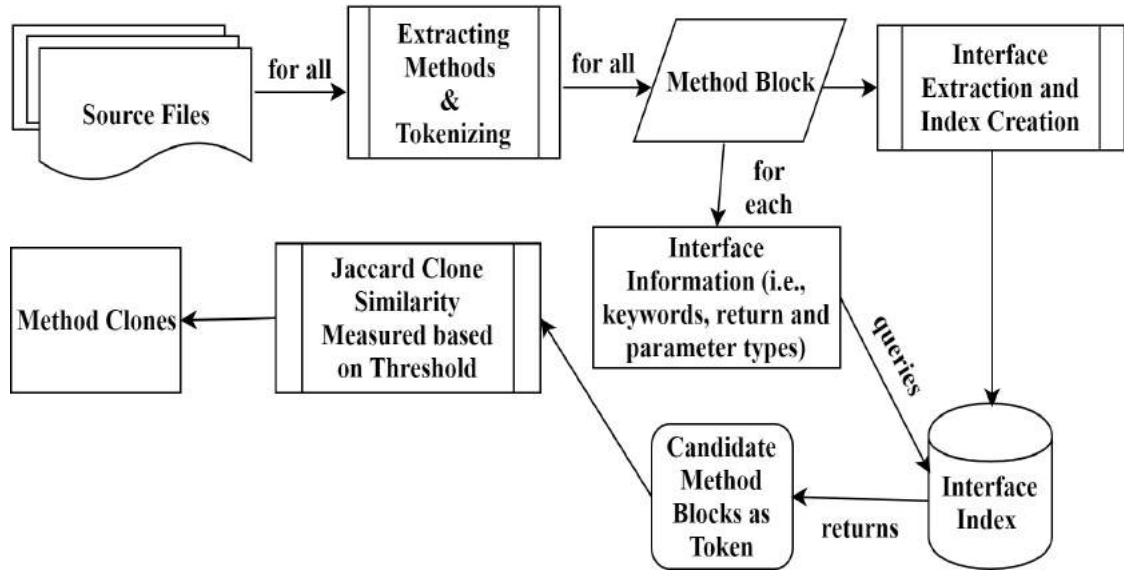 Source Files
for all
Extracting
Methods
&
Tokenizing
for all
Method Block
Interface
Extraction and
Index Creation
for
each
Interface
Information (i.e.,
keywords, return and
parameter types)
queries
Interface
Index
returns
Candidate
Method
Blocks as
Token
Jaccard Clone
Similarity
Measured based
on Threshold
Method Clones